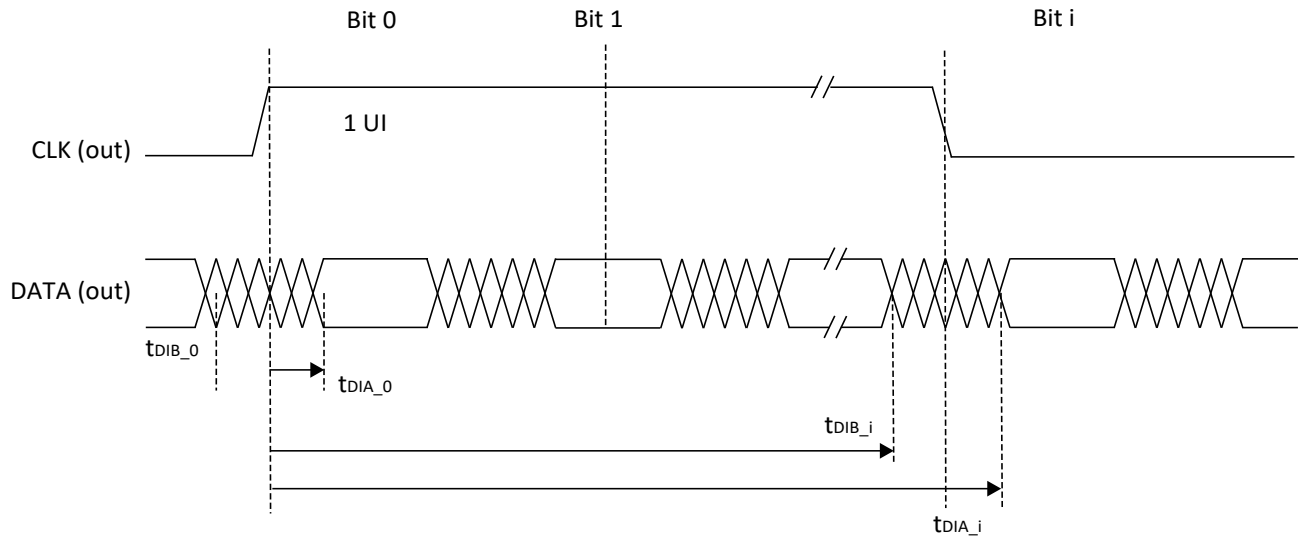 Bit 0 Bit 1 Bit i
1 UI
CLK (out)
DATA (out)
tDIB_0
tDIA_0
tDIB_i
tDIA_i